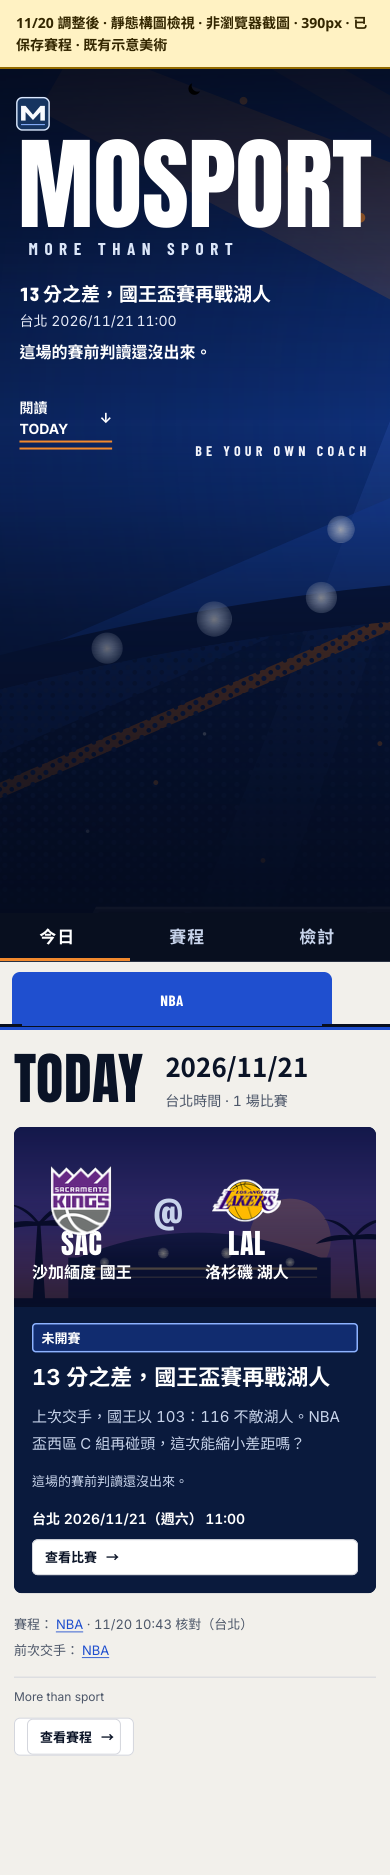 11/20 調整後 · 靜態構圖檢視 · 非瀏覽器截圖 · 390px · 已
保存賽程 · 既有示意美術
M
MOSPORT
MORE THAN SPORT
13 分之差，國王盃賽再戰湖人
台北 2026/11/21 11:00
這場的賽前判讀還沒出來。
閱讀
TODAY ↓
BE YOUR OWN COACH
今日 賽程 檢討
NBA
TODAY 2026/11/21
台北時間 · 1 場比賽
SACRAMENTO
KINGS
LOS ANGELES
LAKERS
@
SAC LAL
沙加緬度 國王 洛杉磯 湖人
未開賽
13 分之差，國王盃賽再戰湖人
上次交手，國王以 103：116 不敵湖人。NBA
盃西區 C 組再碰頭，這次能縮小差距嗎？
這場的賽前判讀還沒出來。
台北 2026/11/21（週六） 11:00
查看比賽 →
賽程： NBA · 11/20 10:43 核對（台北）
前次交手： NBA
More than sport
查看賽程 →